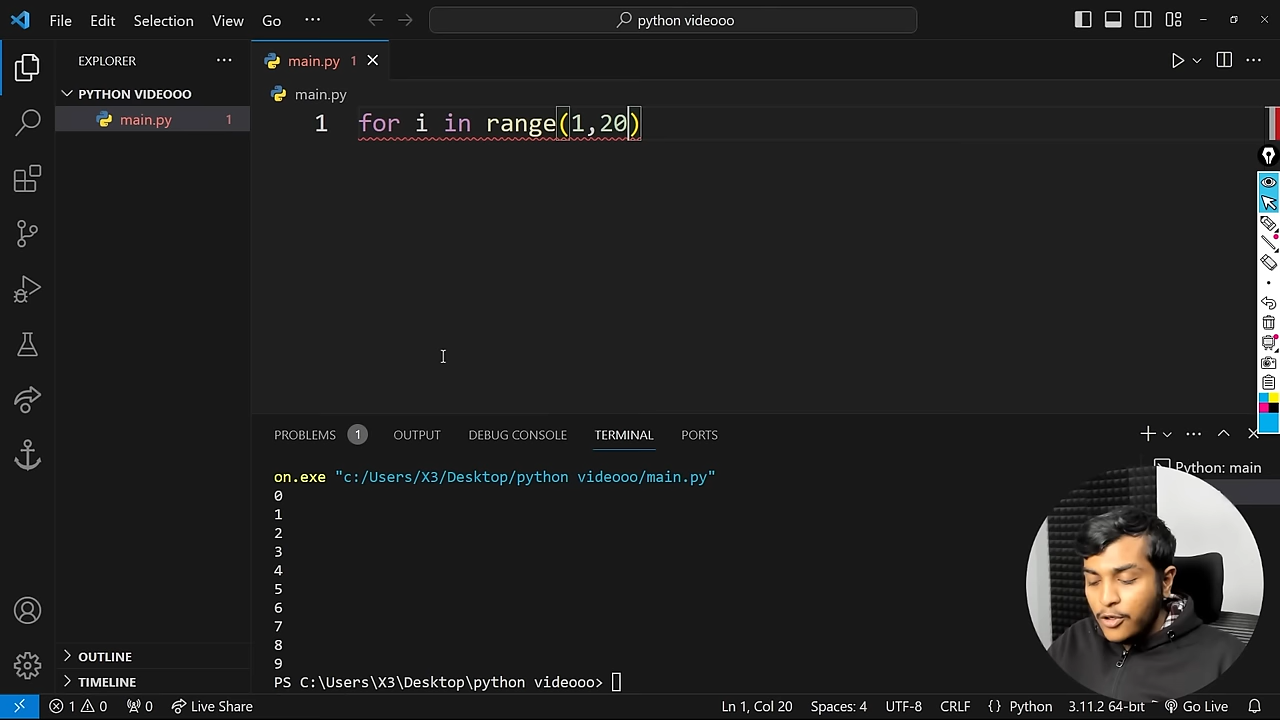 File Edit Selection View Go ··· python videooo
EXPLORER ···
PYTHON VIDEOOO
main.py 1
main.py 1
main.py
1 for i in range(1,20)
PROBLEMS 1 OUTPUT DEBUG CONSOLE TERMINAL PORTS
Python: main
on.exe "c:/Users/X3/Desktop/python videooo/main.py"
0
1
2
3
4
5
6
7
8
9
PS C:\Users\X3\Desktop\python videooo>
OUTLINE
TIMELINE
1 0 0 Live Share Ln 1, Col 20 Spaces: 4 UTF-8 CRLF {} Python 3.11.2 64-bit Go Live